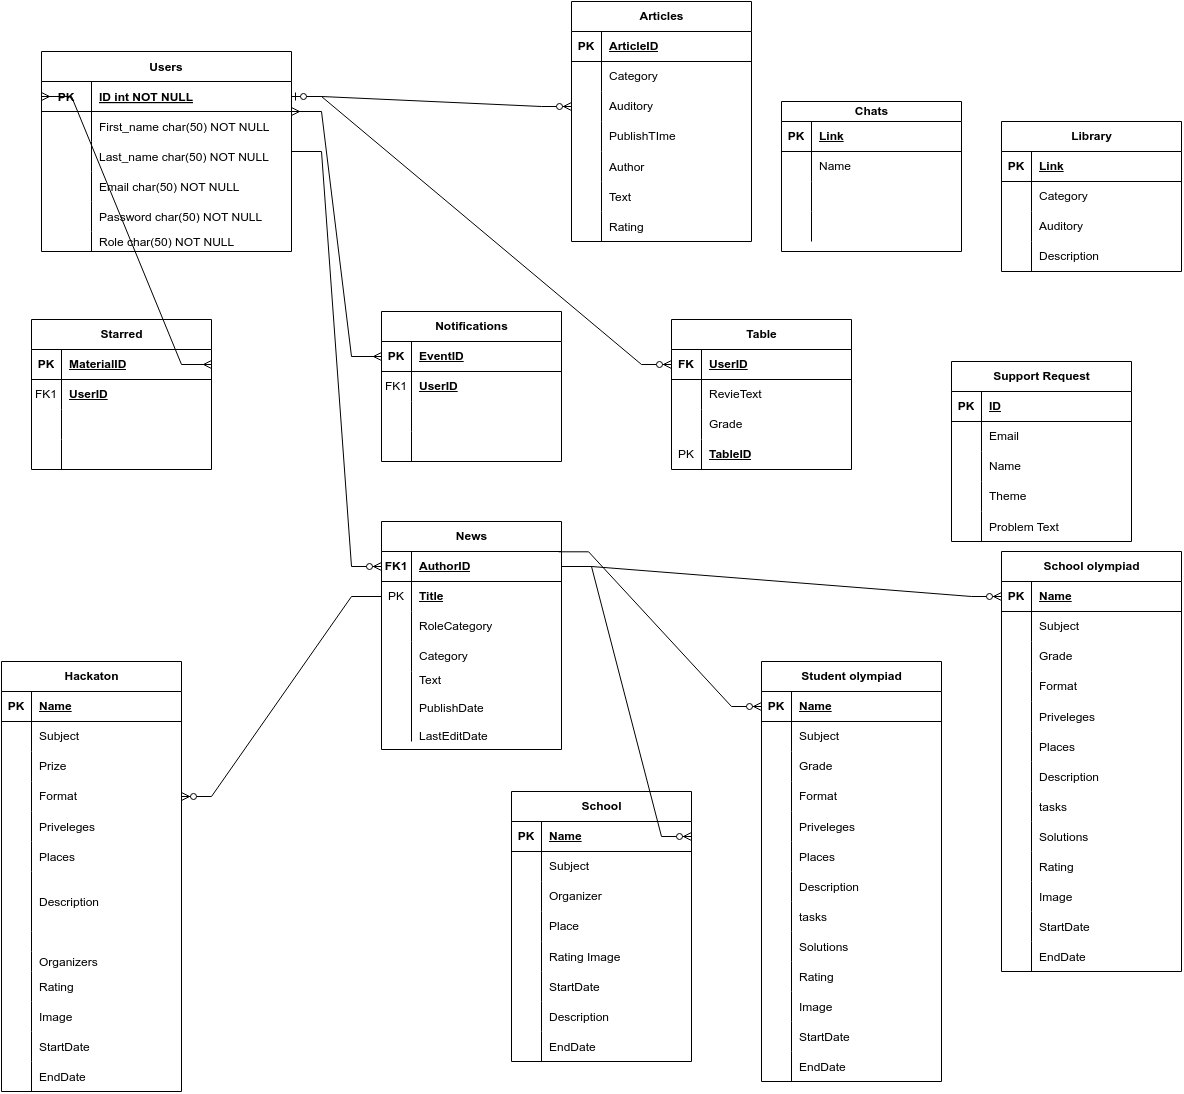 Users
PK ID int NOT NULL
First_name char(50) NOT NULL
Last_name char(50) NOT NULL
Email char(50) NOT NULL
Password char(50) NOT NULL
Role char(50) NOT NULL
Articles
PK ArticleID
Category
Auditory
PublishTIme
Author
Text
Rating
Chats
PK Link
Name
Library
PK Link
Category
Auditory
Description
Starred
PK MaterialID
FK1 UserID
Notifications
PK EventID
FK1 UserID
Table
FK UserID
RevieText
Grade
PK TableID
Support Request
PK ID
Email
Name
Theme
Problem Text
News
FK1 AuthorID
PK Title
RoleCategory
Category
Text
PublishDate
LastEditDate
School olympiad
PK Name
Subject
Grade
Format
Priveleges
Places
Description
tasks
Solutions
Rating
Image
StartDate
EndDate
Hackaton
PK Name
Subject
Prize
Format
Priveleges
Places
Description
Organizers
Rating
Image
StartDate
EndDate
School
PK Name
Subject
Organizer
Place
Rating Image
StartDate
Description
EndDate
Student olympiad
PK Name
Subject
Grade
Format
Priveleges
Places
Description
tasks
Solutions
Rating
Image
StartDate
EndDate